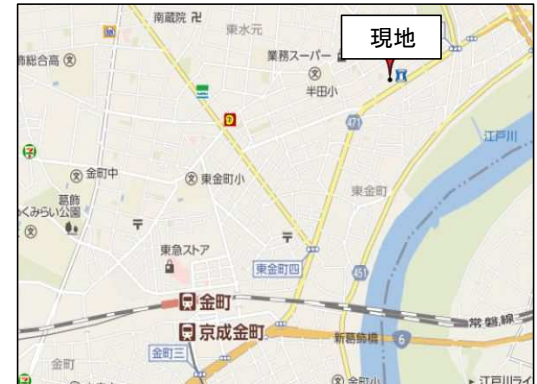 南蔵院
東水元
現地
業務スーパー
飾総合高
半田小
471
江戸川
金町中
東金町小
東金町
葛飾
くみらい公園
東急ストア
東金町四
451
金町
常磐線
京成金町
新葛飾橋
6
金町三
金町
金町小
江戸川ライ